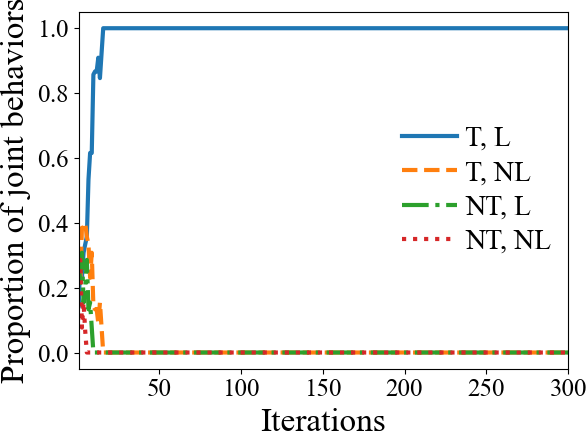 Proportion of joint behaviors
1.0
0.8
0.6
0.4
0.2
0.0
T, L
T, NL
NT, L
NT, NL
50
100
150
200
250
300
Iterations